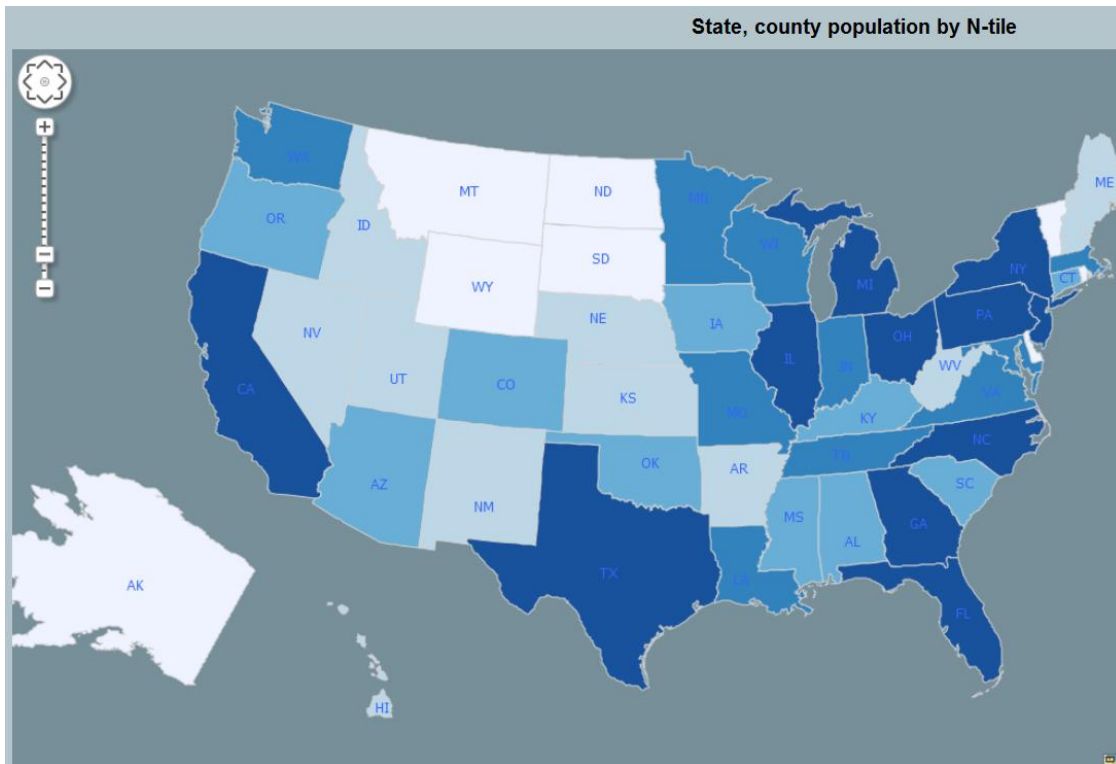 State, county population by N-tile
WA
MT
ND
MN
ME
OR
ID
SD
WI
NY
WY
MI
CT
NE
IA
PA
NV
OH
IL
IN
WV
UT
CO
CA
KS
VA
MO
KY
NC
TN
OK
AR
AZ
SC
NM
MS
GA
AL
TX
LA
AK
FL
HI